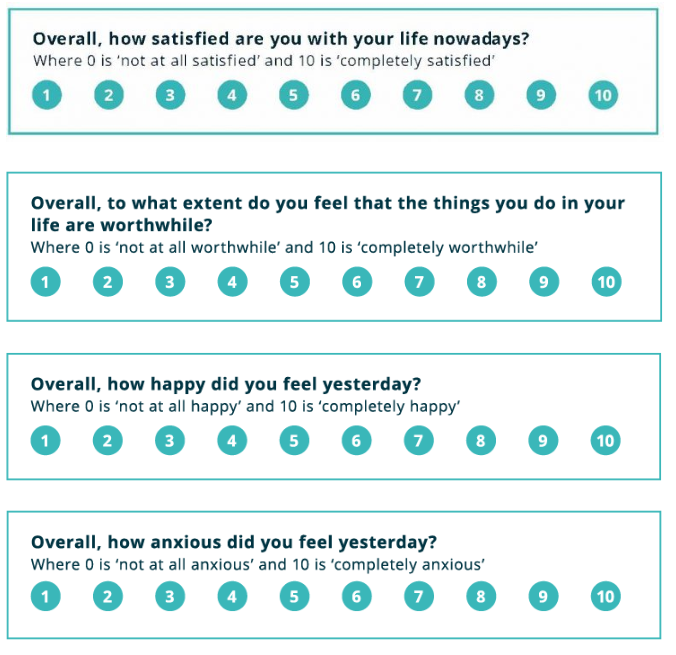 Overall, how satisfied are you with your life nowadays?
Where 0 is ‘not at all satisfied’ and 10 is ‘completely satisfied’
1 2 3 4 5 6 7 8 9 10
Overall, to what extent do you feel that the things you do in your
life are worthwhile?
Where 0 is ‘not at all worthwhile’ and 10 is ‘completely worthwhile’
1 2 3 4 5 6 7 8 9 10
Overall, how happy did you feel yesterday?
Where 0 is ‘not at all happy’ and 10 is ‘completely happy’
1 2 3 4 5 6 7 8 9 10
Overall, how anxious did you feel yesterday?
Where 0 is ‘not at all anxious’ and 10 is ‘completely anxious’
1 2 3 4 5 6 7 8 9 10